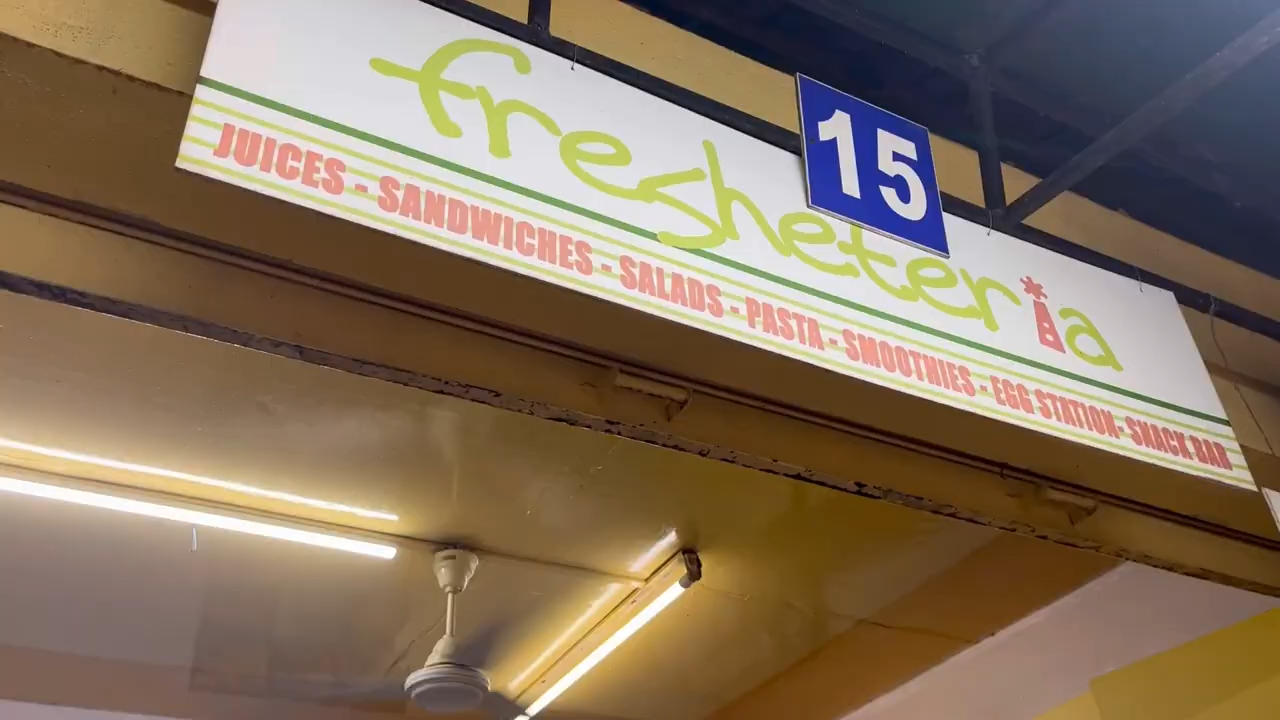 fresheteria
15
JUICES - SANDWICHES - SALADS - PASTA - SMOOTHIES - EGG STATION- SNACK BAR